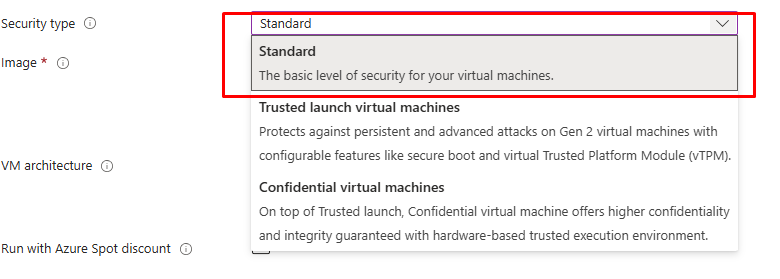 Security type
Standard
Standard
The basic level of security for your virtual machines.
Image *
Trusted launch virtual machines
Protects against persistent and advanced attacks on Gen 2 virtual machines with
configurable features like secure boot and virtual Trusted Platform Module (vTPM).
VM architecture
Confidential virtual machines
On top of Trusted launch, Confidential virtual machine offers higher confidentiality
and integrity guaranteed with hardware-based trusted execution environment.
Run with Azure Spot discount